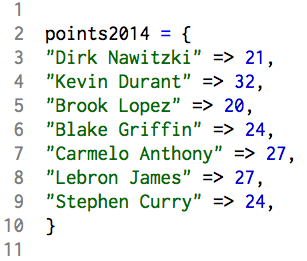 1
2 points2014 = {
3 "Dirk Nawitzki" => 21,
4 "Kevin Durant" => 32,
5 "Brook Lopez" => 20,
6 "Blake Griffin" => 24,
7 "Carmelo Anthony" => 27,
8 "Lebron James" => 27,
9 "Stephen Curry" => 24,
10 }
11